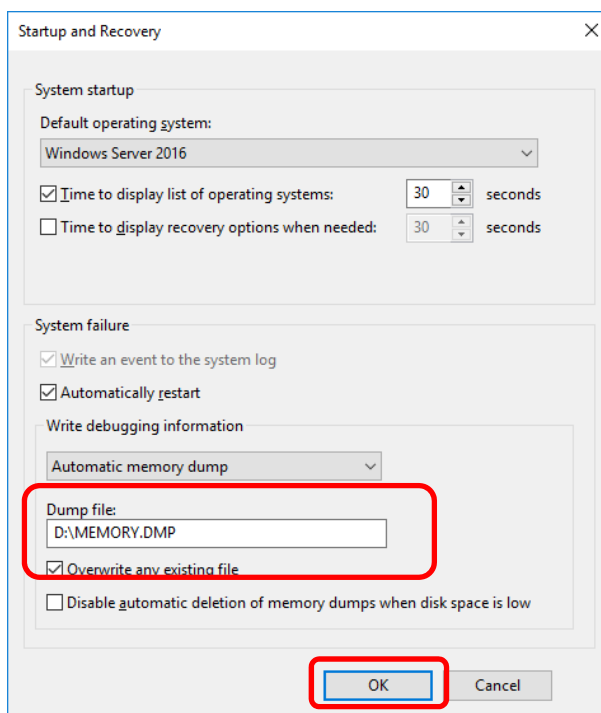 Startup and Recovery
System startup
Default operating system:
Windows Server 2016
Time to display list of operating systems: 30 seconds
Time to display recovery options when needed: 30 seconds
System failure
Write an event to the system log
Automatically restart
Write debugging information
Automatic memory dump
Dump file:
D:\MEMORY.DMP
Overwrite any existing file
Disable automatic deletion of memory dumps when disk space is low
OK Cancel